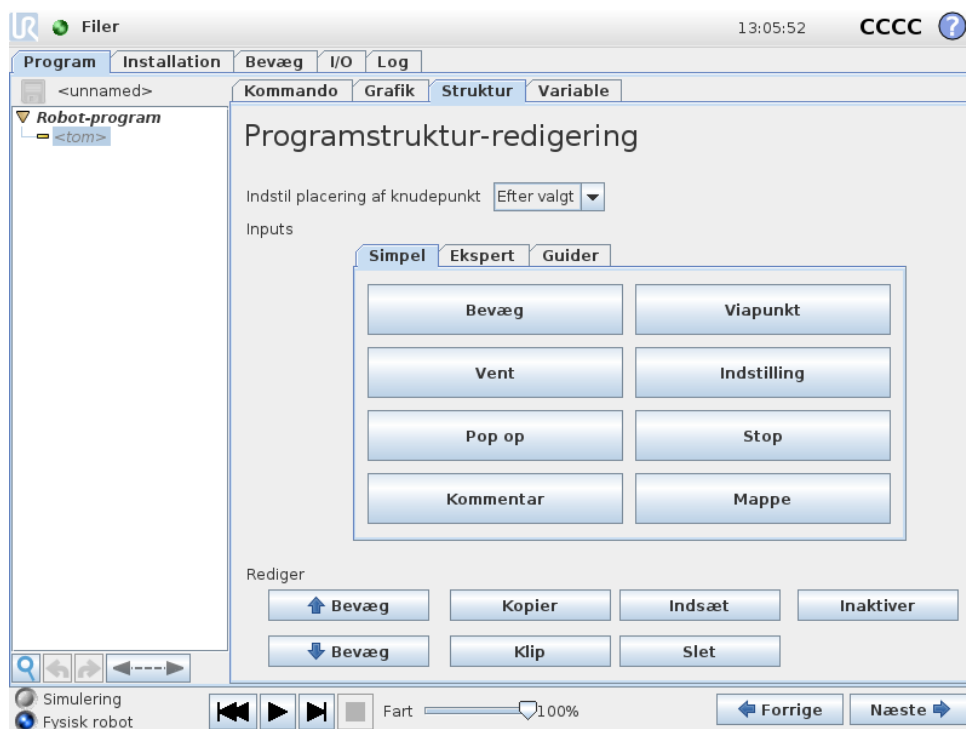 UR Filer 13:05:52 CCCC ?
Program Installation Bevæg I/O Log
<unnamed> Kommando Grafik Struktur Variable
Robot-program
<tom>
Programstruktur-redigering
Indstil placering af knudepunkt Efter valgt
Inputs
Simpel Ekspert Guider
Bevæg Viapunkt
Vent Indstilling
Pop op Stop
Kommentar Mappe
Rediger
Bevæg Kopier Indsæt Inaktiver
Bevæg Klip Slet
Simulering
Fysisk robot
Fart 100% Forrige Næste